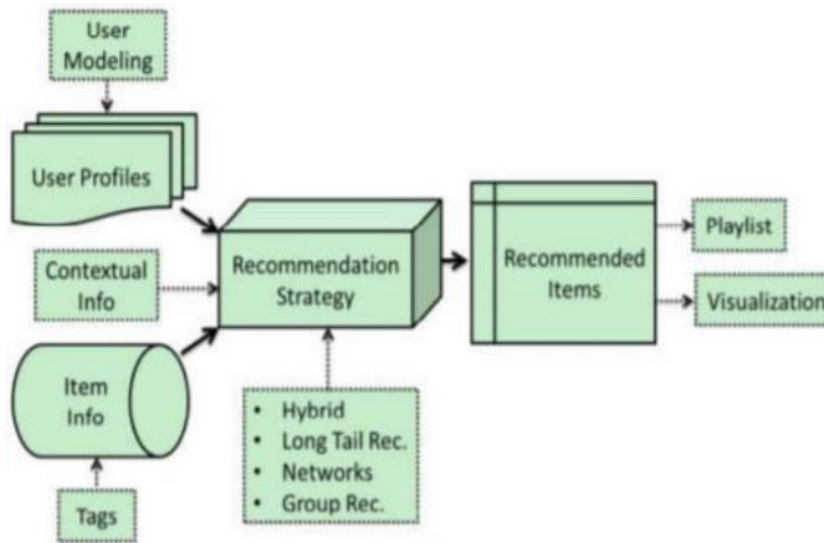 User
Modeling
User Profiles
Contextual
Info
Recommendation
Strategy
Recommended
Items
Playlist
Visualization
Item
Info
• Hybrid
• Long Tail Rec.
• Networks
• Group Rec.
Tags